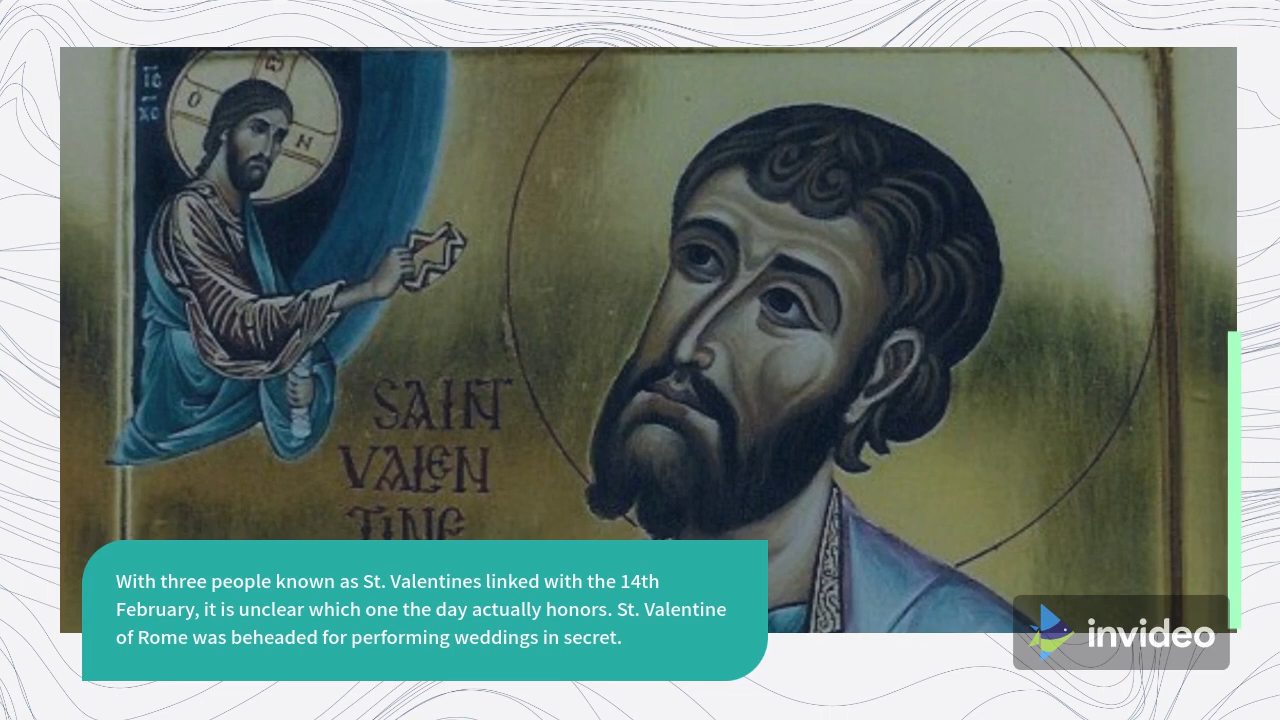 ω
ΙC
Ο
Ν
XC
SAINT
VALEN
TINE
With three people known as St. Valentines linked with the 14th
February, it is unclear which one the day actually honors. St. Valentine
of Rome was beheaded for performing weddings in secret.
invideo